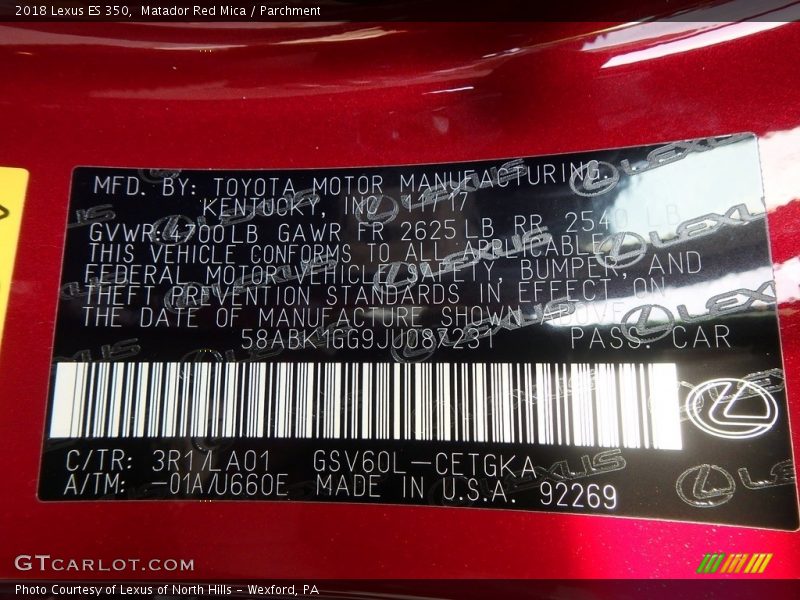 2018 Lexus ES 350,  Matador Red Mica / Parchment
MFD. BY: TOYOTA MOTOR MANUFACTURING,
KENTUCKY, INC. 11/17
GVWR:4700LB GAWR FR 2625LB RR 2540 LB
THIS VEHICLE CONFORMS TO ALL APPLICABLE
FEDERAL MOTOR VEHICLE SAFETY, BUMPER, AND
THEFT PREVENTION STANDARDS IN EFFECT ON
THE DATE OF MANUFACTURE SHOWN ABOVE.
PASS. CAR
C/TR: 3R1/LA01 GSV60L-CETGKA
A/TM: -01A/U660E MADE IN U.S.A. 92269
LEXUS
GTCARLOT.COM
Photo Courtesy of Lexus of North Hills - Wexford, PA